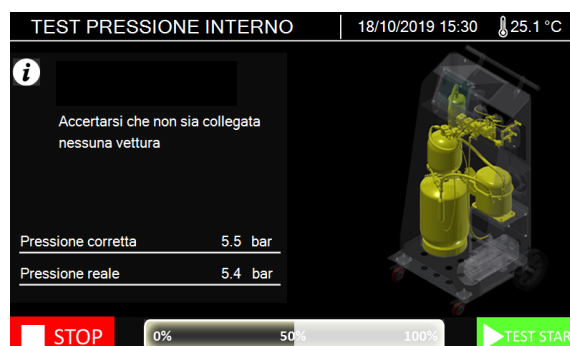 TEST PRESSIONE INTERNO
18/10/2019 15:30
25.1 °C
i
Accertarsi che non sia collegata
nessuna vettura
Pressione corretta 5.5 bar
Pressione reale 5.4 bar
STOP
0% 50% 100%
TEST START